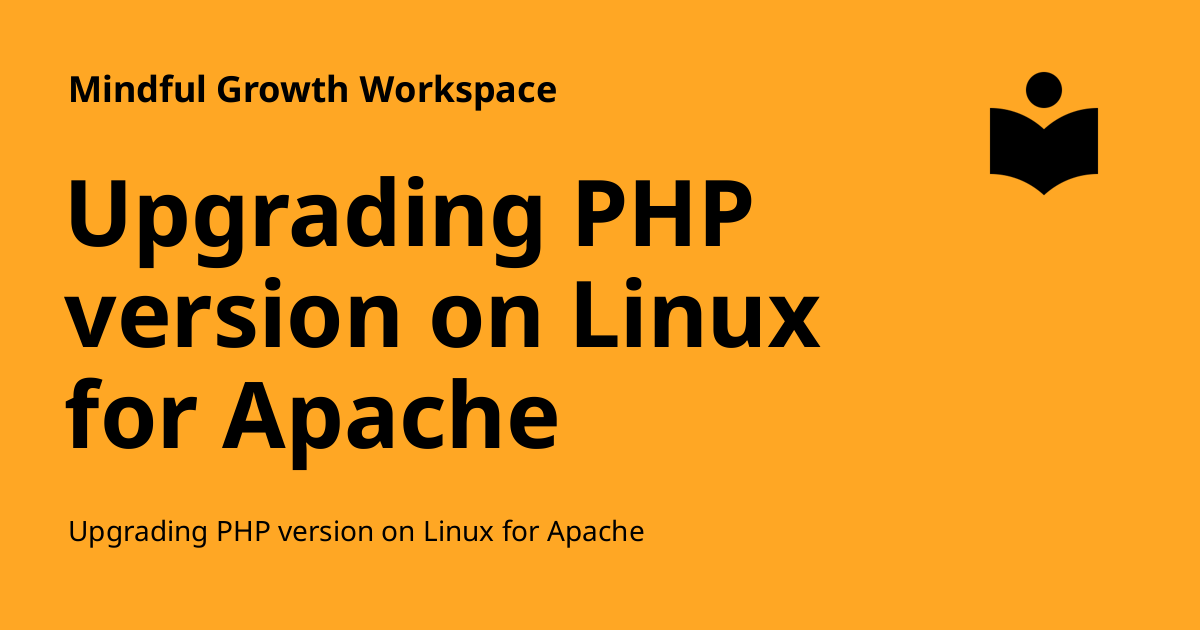 Mindful Growth Workspace
Upgrading PHP
version on Linux
for Apache
Upgrading PHP version on Linux for Apache